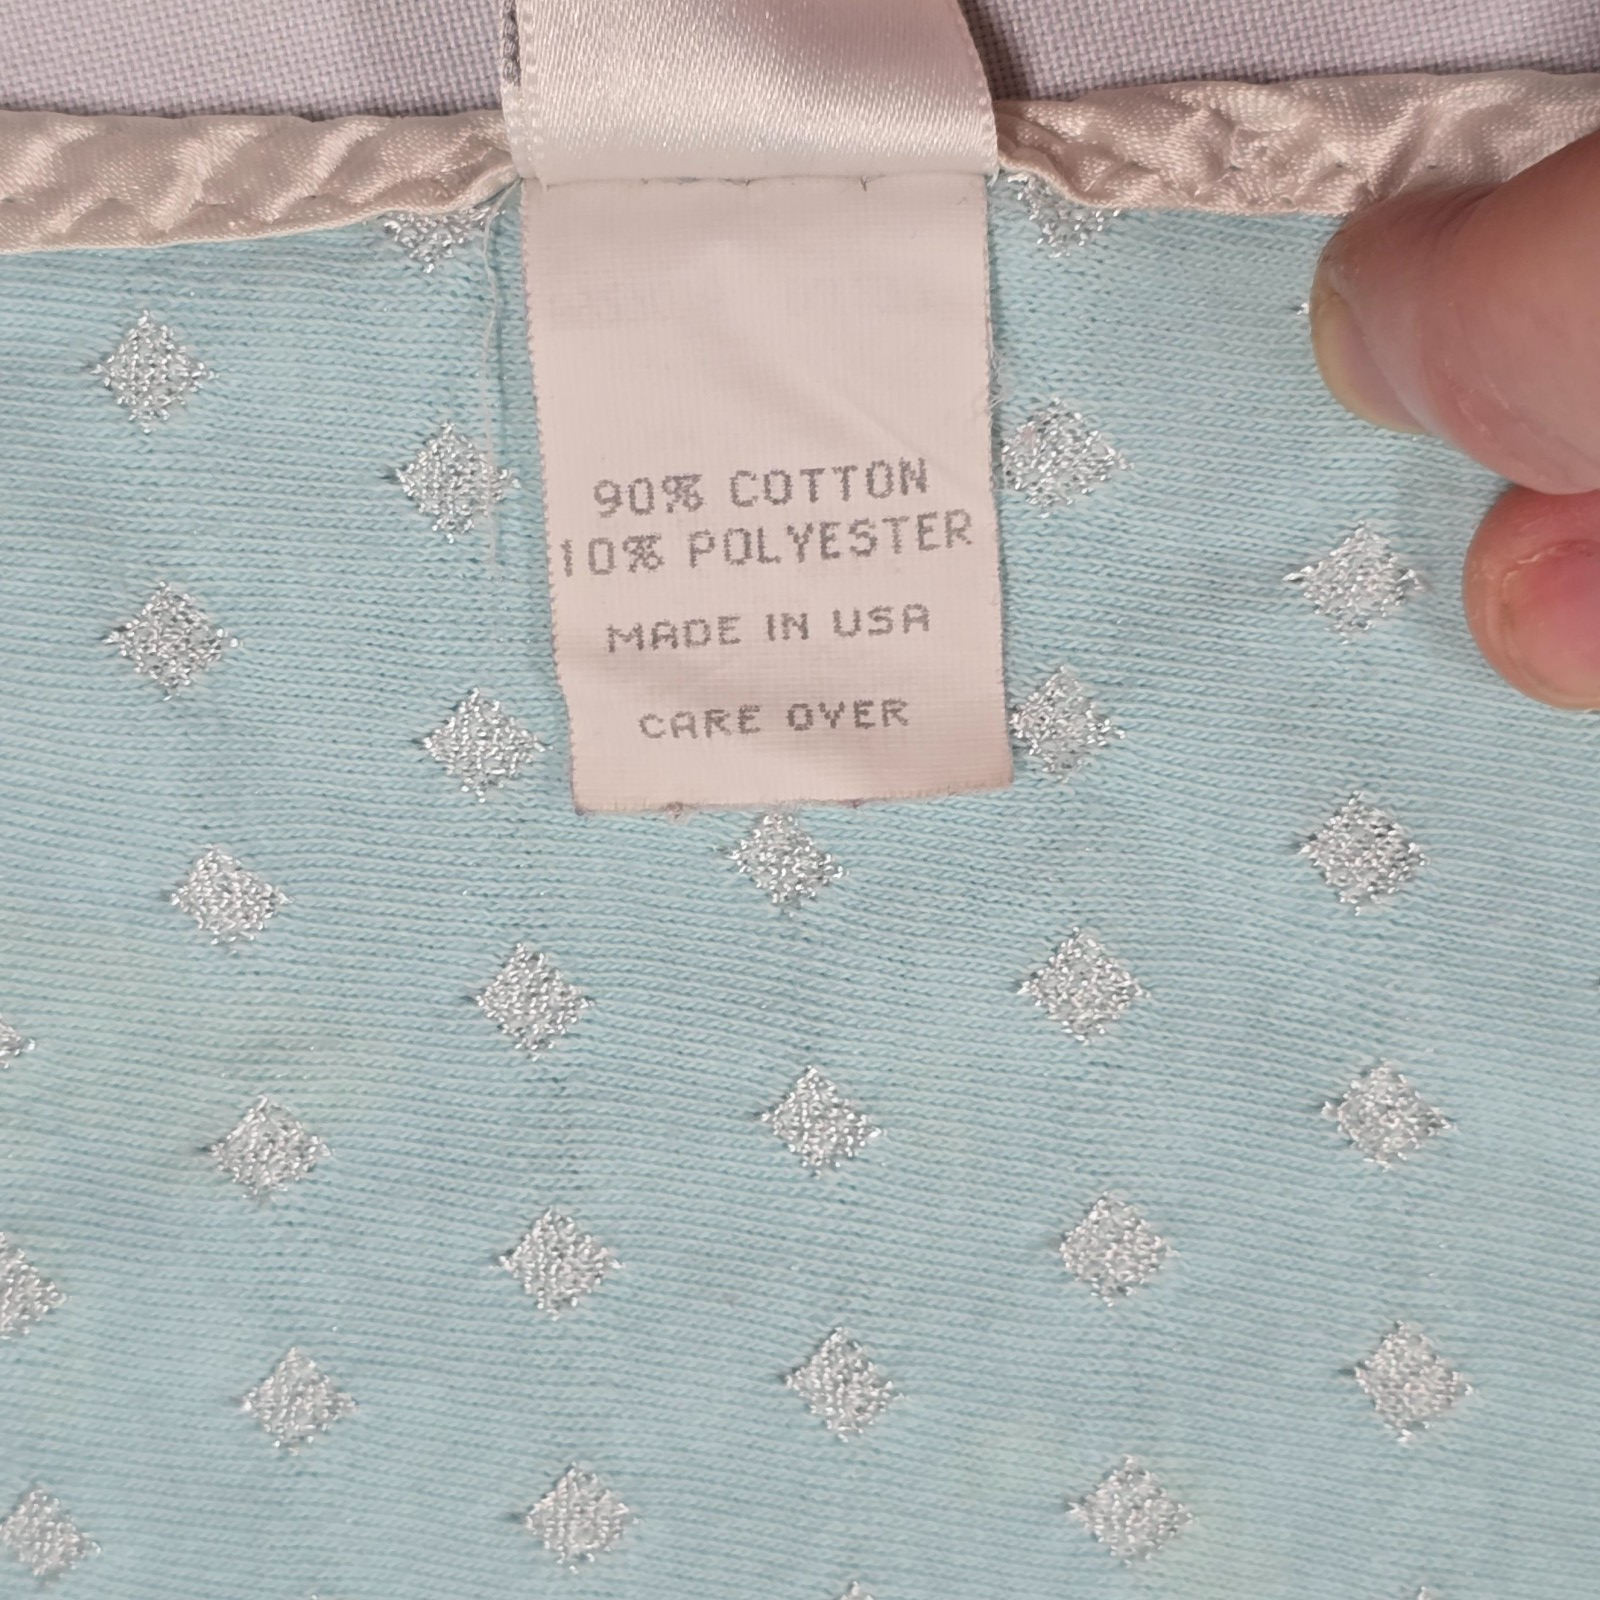 90% COTTON
10% POLYESTER
MADE IN USA
CARE OVER